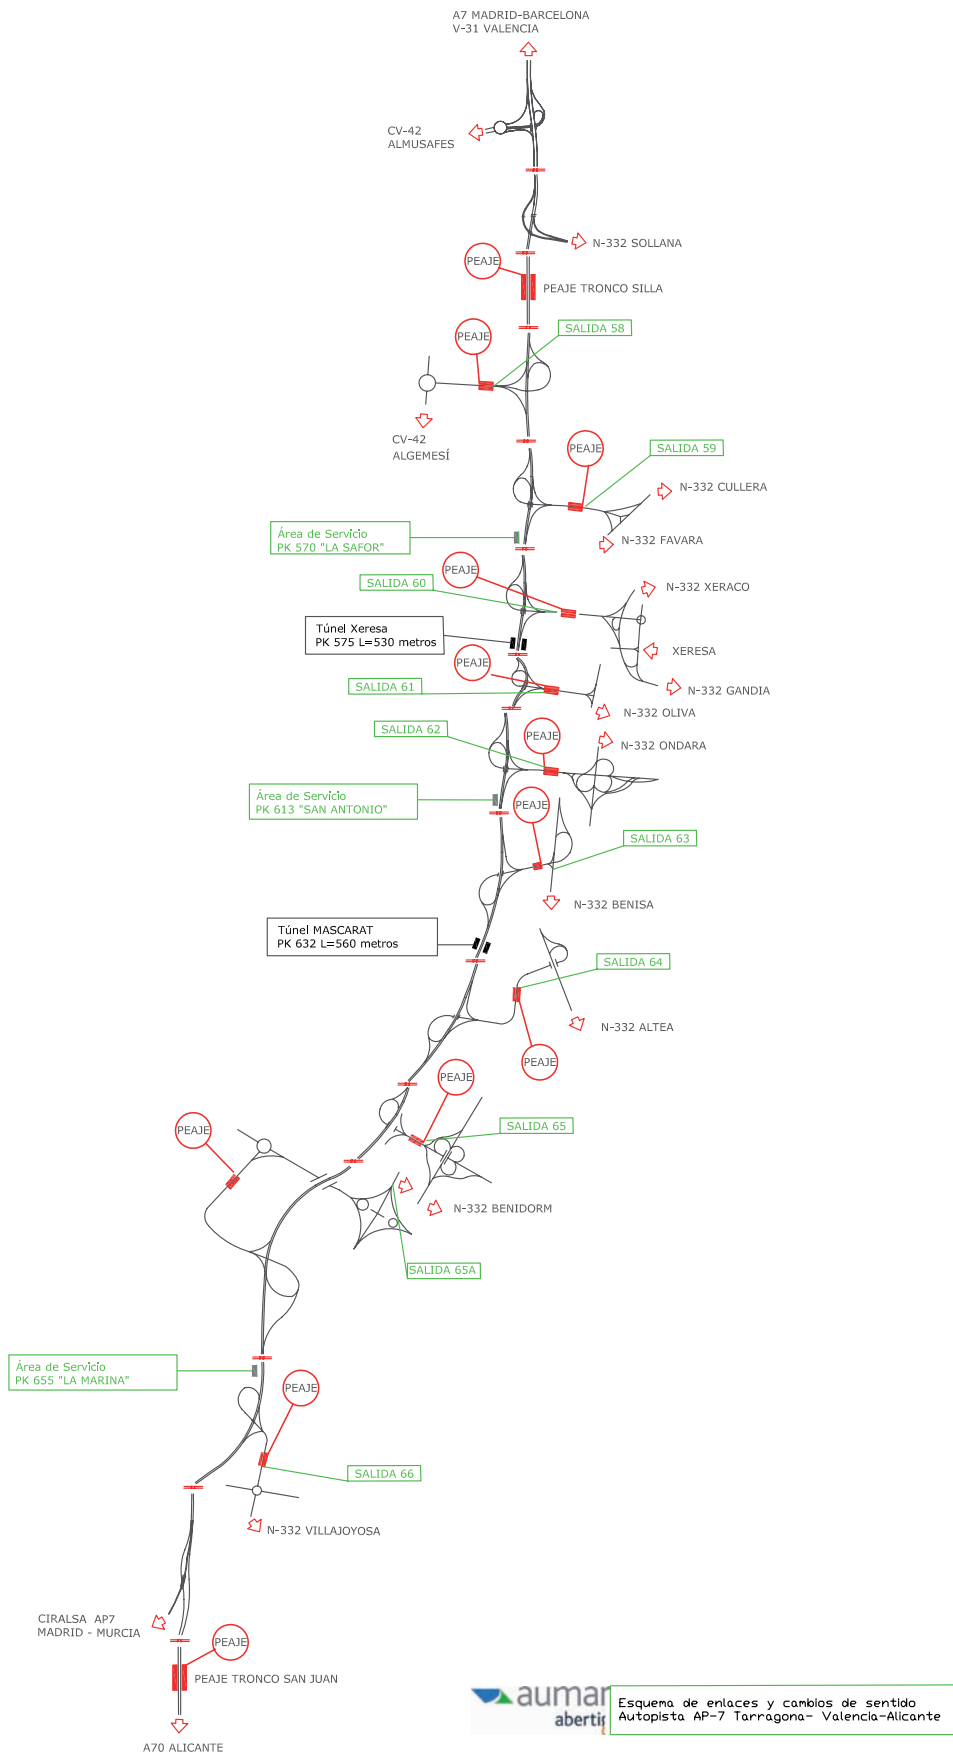 A7 MADRID-BARCELONA
V-31 VALENCIA
CV-42
ALMUSAFES
N-332 SOLLANA
PEAJE
PEAJE TRONCO SILLA
SALIDA 58
PEAJE
CV-42
ALGEMESÍ
PEAJE
SALIDA 59
N-332 CULLERA
Área de Servicio
PK 570 "LA SAFOR"
N-332 FAVARA
PEAJE
SALIDA 60
N-332 XERACO
Túnel Xeresa
PK 575 L=530 metros
XERESA
PEAJE
SALIDA 61
N-332 GANDIA
N-332 OLIVA
SALIDA 62
PEAJE
N-332 ONDARA
Área de Servicio
PK 613 "SAN ANTONIO"
PEAJE
SALIDA 63
N-332 BENISA
Túnel MASCARAT
PK 632 L=560 metros
SALIDA 64
N-332 ALTEA
PEAJE
PEAJE
SALIDA 65
PEAJE
N-332 BENIDORM
SALIDA 65A
Área de Servicio
PK 655 "LA MARINA"
PEAJE
SALIDA 66
N-332 VILLAJOYOSA
CIRALSA AP7
MADRID - MURCIA
PEAJE
PEAJE TRONCO SAN JUAN
A70 ALICANTE
aumar
abertis
Esquema de enlaces y cambios de sentido
Autopista AP-7 Tarragona- Valencia-Alicante